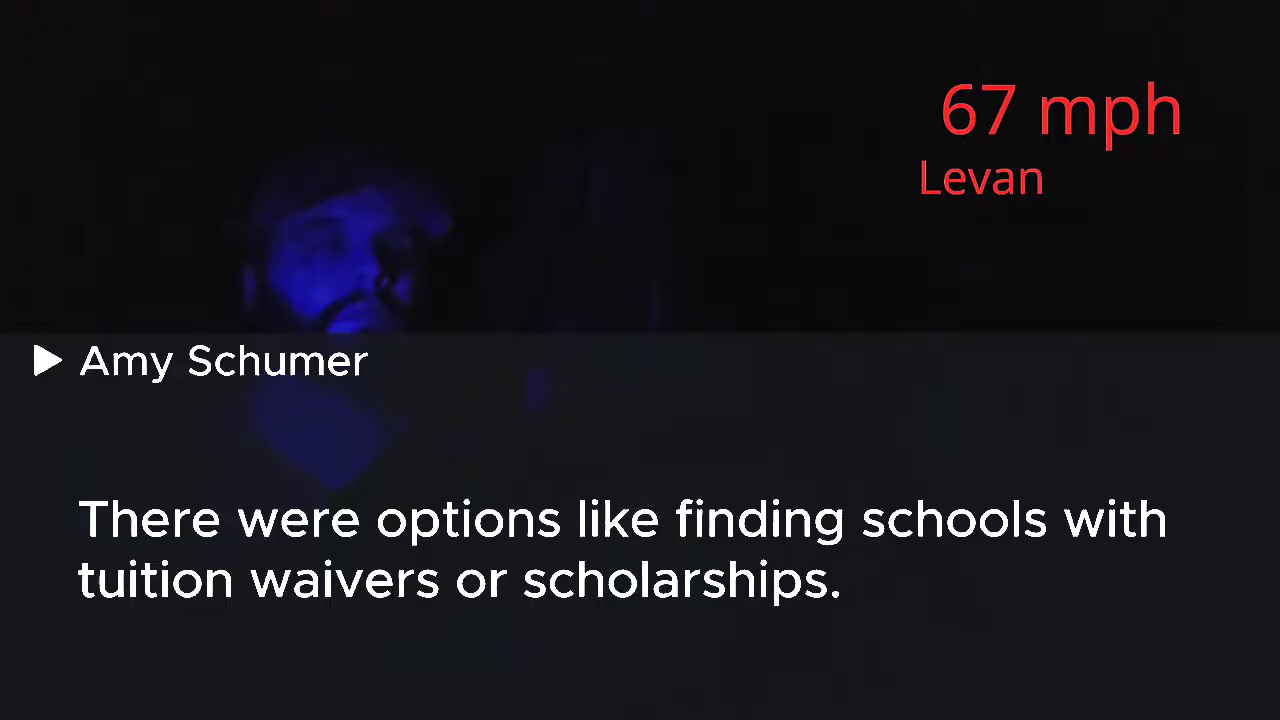 67 mph
Levan
Amy Schumer
There were options like finding schools with
tuition waivers or scholarships.